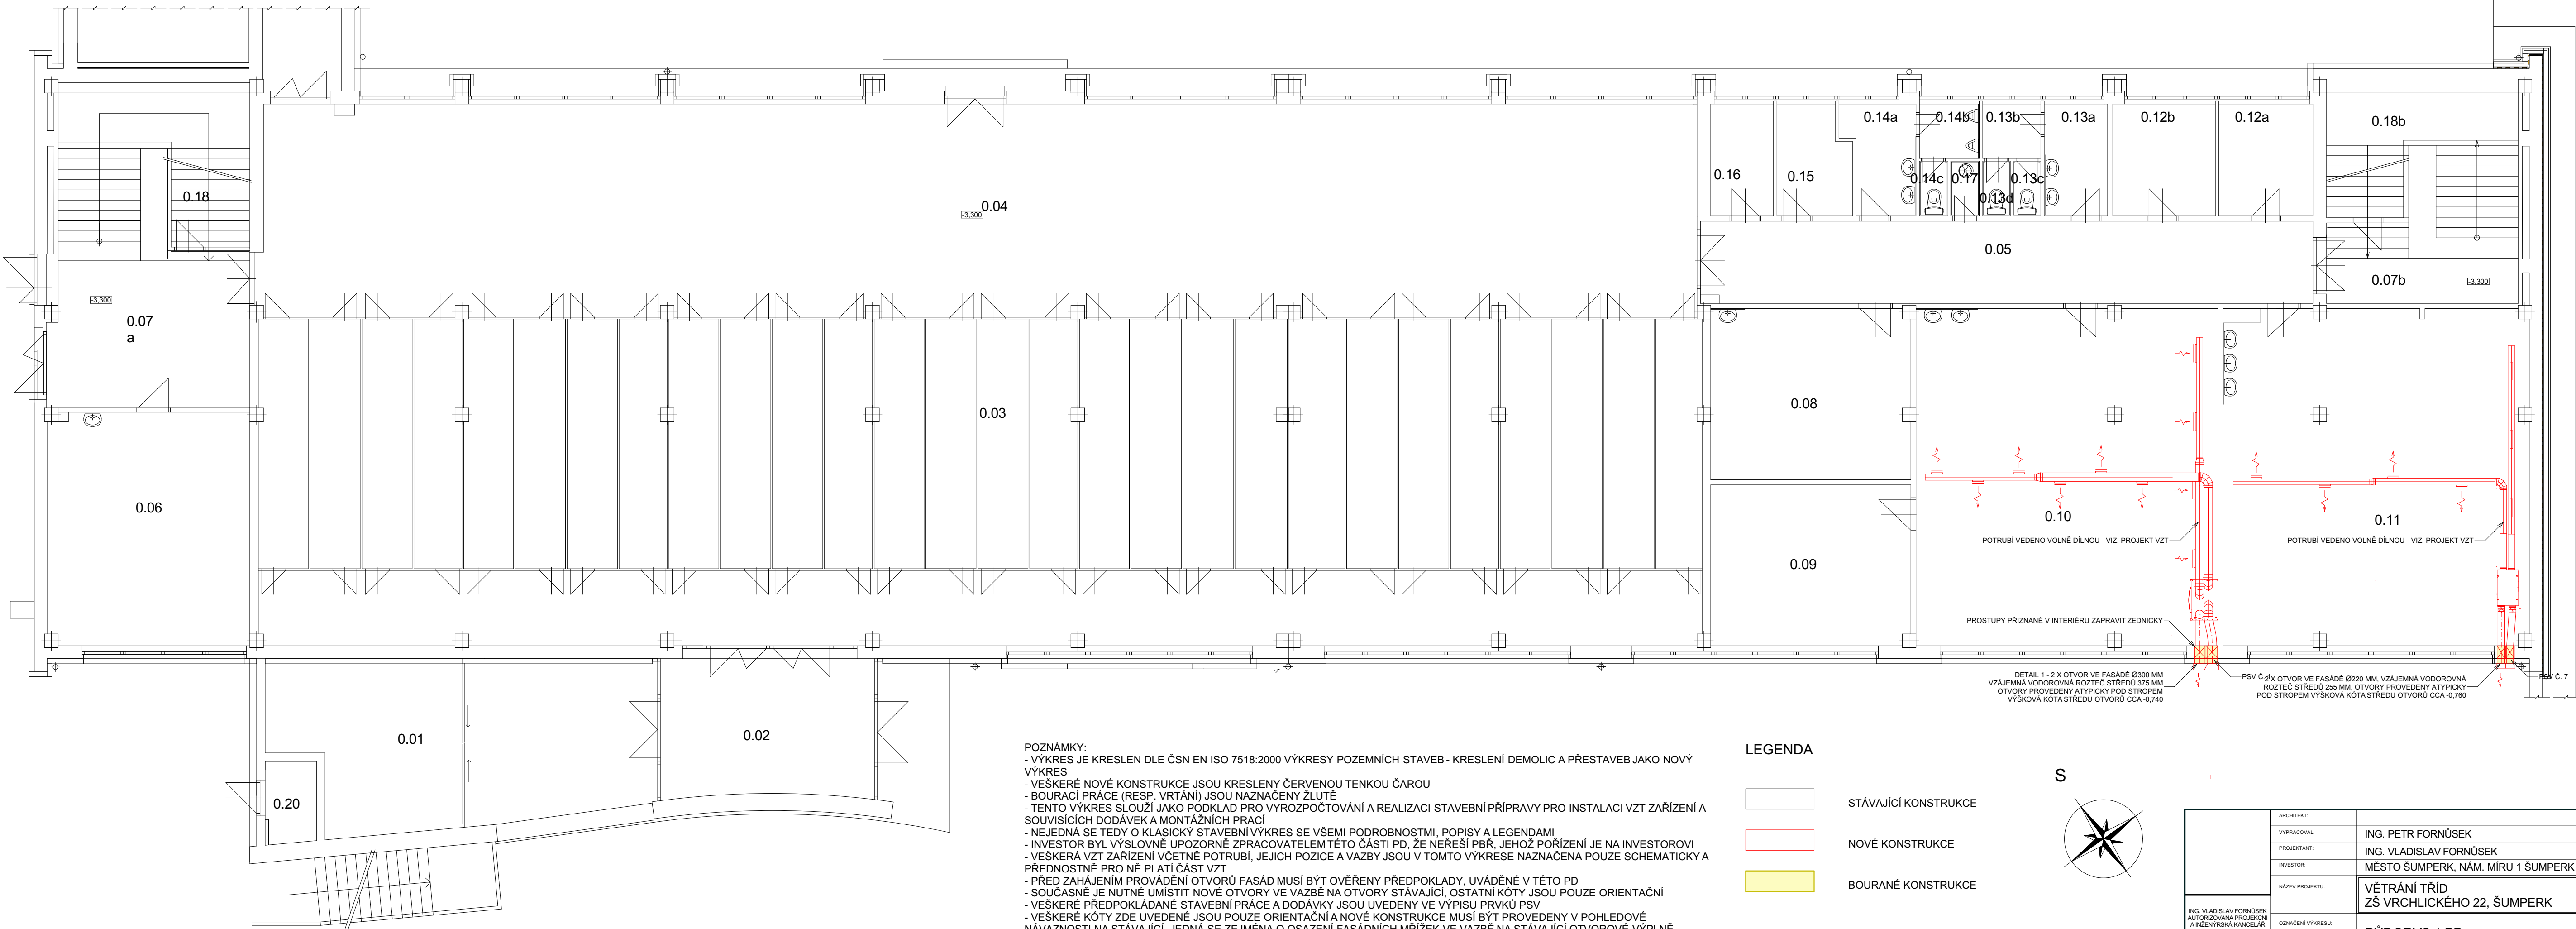 0.18
0.04
-3,300
0.16
0.15
0.14a
0.14b
0.13b
0.13a
0.12b
0.12a
0.14c
0.17
0.13d
0.13c
0.18b
0.05
0.07b
-3,300
-3,300
0.07
a
0.06
0.03
0.08
0.09
0.10
0.11
POTRUBÍ VEDENO VOLNĚ DÍLNOU - VIZ. PROJEKT VZT
POTRUBÍ VEDENO VOLNĚ DÍLNOU - VIZ. PROJEKT VZT
PROSTUPY PŘIZNANÉ V INTERIÉRU ZAPRAVIT ZEDNICKY
DETAIL 1 - 2 X OTVOR VE FASÁDĚ Ø300 MM
VZÁJEMNÁ VODOROVNÁ ROZTEČ STŘEDŮ 375 MM
OTVORY PROVEDENY ATYPICKY POD STROPEM
VÝŠKOVÁ KÓTA STŘEDU OTVORŮ CCA -0,740
PSV Č.
X OTVOR VE FASÁDĚ Ø220 MM, VZÁJEMNÁ VODOROVNÁ
ROZTEČ STŘEDŮ 255 MM, OTVORY PROVEDENY ATYPICKY
POD STROPEM VÝŠKOVÁ KÓTA STŘEDU OTVORŮ CCA -0,760
PSV Č. 7
0.01
0.02
0.20
POZNÁMKY:
- VÝKRES JE KRESLEN DLE ČSN EN ISO 7518:2000 VÝKRESY POZEMNÍCH STAVEB - KRESLENÍ DEMOLIC A PŘESTAVEB JAKO NOVÝ
VÝKRES
- VEŠKERÉ NOVÉ KONSTRUKCE JSOU KRESLENY ČERVENOU TENKOU ČAROU
- BOURACÍ PRÁCE (RESP. VRTÁNÍ) JSOU NAZNAČENY ŽLUTĚ
- TENTO VÝKRES SLOUŽÍ JAKO PODKLAD PRO VYROZPOČTOVÁNÍ A REALIZACI STAVEBNÍ PŘÍPRAVY PRO INSTALACI VZT ZAŘÍZENÍ A
SOUVISÍCÍCH DODÁVEK A MONTÁŽNÍCH PRACÍ
- NEJEDNÁ SE TEDY O KLASICKÝ STAVEBNÍ VÝKRES SE VŠEMI PODROBNOSTMI, POPISY A LEGENDAMI
- INVESTOR BYL VÝSLOVNĚ UPOZORNĚ ZPRACOVATELEM TÉTO ČÁSTI PD, ŽE NEŘEŠÍ PBŘ, JEHOŽ POŘÍZENÍ JE NA INVESTOROVI
- VEŠKERÁ VZT ZAŘÍZENÍ VČETNĚ POTRUBÍ, JEJICH POZICE A VAZBY JSOU V TOMTO VÝKRESE NAZNAČENA POUZE SCHEMATICKY A
PŘEDNOSTNĚ PRO NĚ PLATÍ ČÁST VZT
- PŘED ZAHÁJENÍM PROVÁDĚNÍ OTVORŮ FASÁD MUSÍ BÝT OVĚŘENY PŘEDPOKLADY, UVÁDĚNÉ V TÉTO PD
- SOUČASNĚ JE NUTNÉ UMÍSTIT NOVÉ OTVORY VE VAZBĚ NA OTVORY STÁVAJÍCÍ, OSTATNÍ KÓTY JSOU POUZE ORIENTAČNÍ
- VEŠKERÉ PŘEDPOKLÁDANÉ STAVEBNÍ PRÁCE A DODÁVKY JSOU UVEDENY VE VÝPISU PRVKŮ PSV
- VEŠKERÉ KÓTY ZDE UVEDENÉ JSOU POUZE ORIENTAČNÍ A NOVÉ KONSTRUKCE MUSÍ BÝT PROVEDENY V POHLEDOVÉ
NÁVAZNOSTI NA STÁVAJÍCÍ, JEDNÁ SE ZEJMÉNA O OSAZENÍ FASÁDNÍCH MŘÍŽEK VE VAZBĚ NA STÁVAJÍCÍ OTVOROVÉ VÝPLNĚ
LEGENDA
STÁVAJÍCÍ KONSTRUKCE
NOVÉ KONSTRUKCE
BOURANÉ KONSTRUKCE
S
ARCHITEKT:
VYPRACOVAL: ING. PETR FORNŮSEK
PROJEKTANT: ING. VLADISLAV FORNŮSEK
INVESTOR: MĚSTO ŠUMPERK, NÁM. MÍRU 1 ŠUMPERK
NÁZEV PROJEKTU: VĚTRÁNÍ TŘÍD
ZŠ VRCHLICKÉHO 22, ŠUMPERK
ING. VLADISLAV FORNŮSEK
AUTORIZOVANÁ PROJEKČNÍ
A INŽENÝRSKÁ KANCELÁŘ
OZNAČENÍ VÝKRESU: